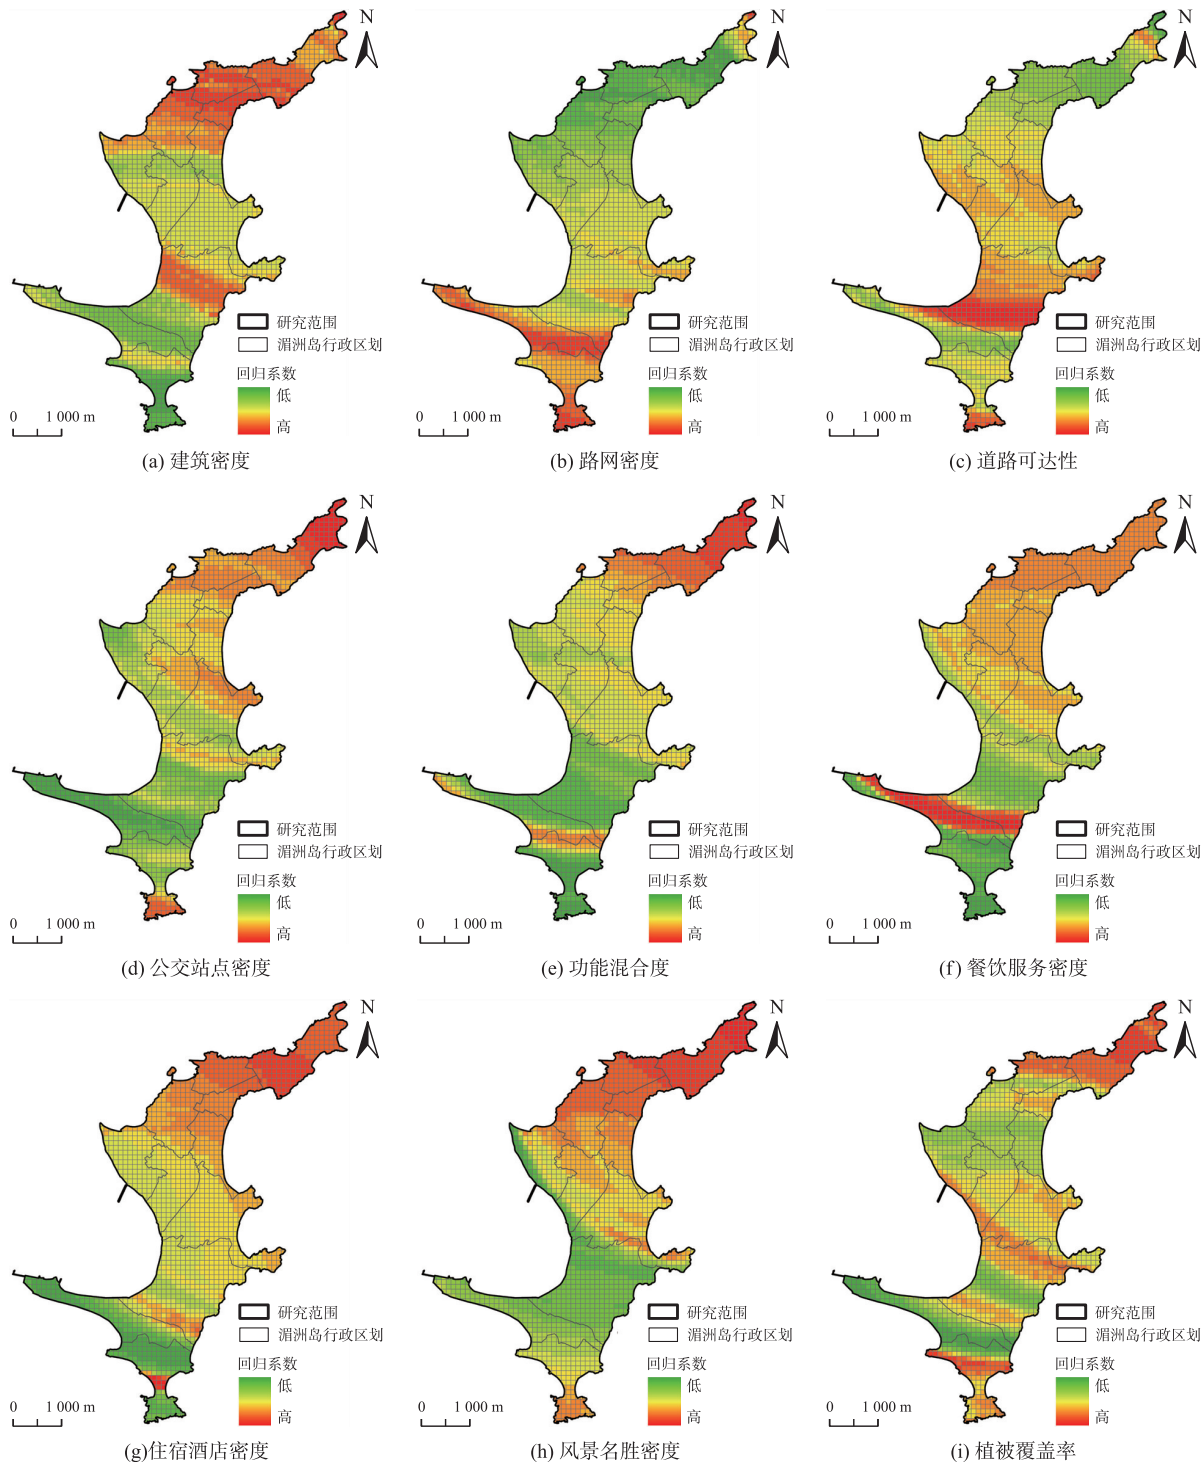 N
N
N
研究范围
湄洲岛行政区划
回归系数
低
高
0 1 000 m
研究范围
湄洲岛行政区划
回归系数
低
高
0 1 000 m
研究范围
湄洲岛行政区划
回归系数
低
高
0 1 000 m
(a) 建筑密度
(b) 路网密度
(c) 道路可达性
N
N
N
研究范围
湄洲岛行政区划
回归系数
低
高
0 1 000 m
研究范围
湄洲岛行政区划
回归系数
低
高
0 1 000 m
研究范围
湄洲岛行政区划
回归系数
低
高
0 1 000 m
(d) 公交站点密度
(e) 功能混合度
(f) 餐饮服务密度
N
N
N
研究范围
湄洲岛行政区划
回归系数
低
高
0 1 000 m
研究范围
湄洲岛行政区划
回归系数
低
高
0 1 000 m
研究范围
湄洲岛行政区划
回归系数
低
高
0 1 000 m
(g)住宿酒店密度
(h) 风景名胜密度
(i) 植被覆盖率